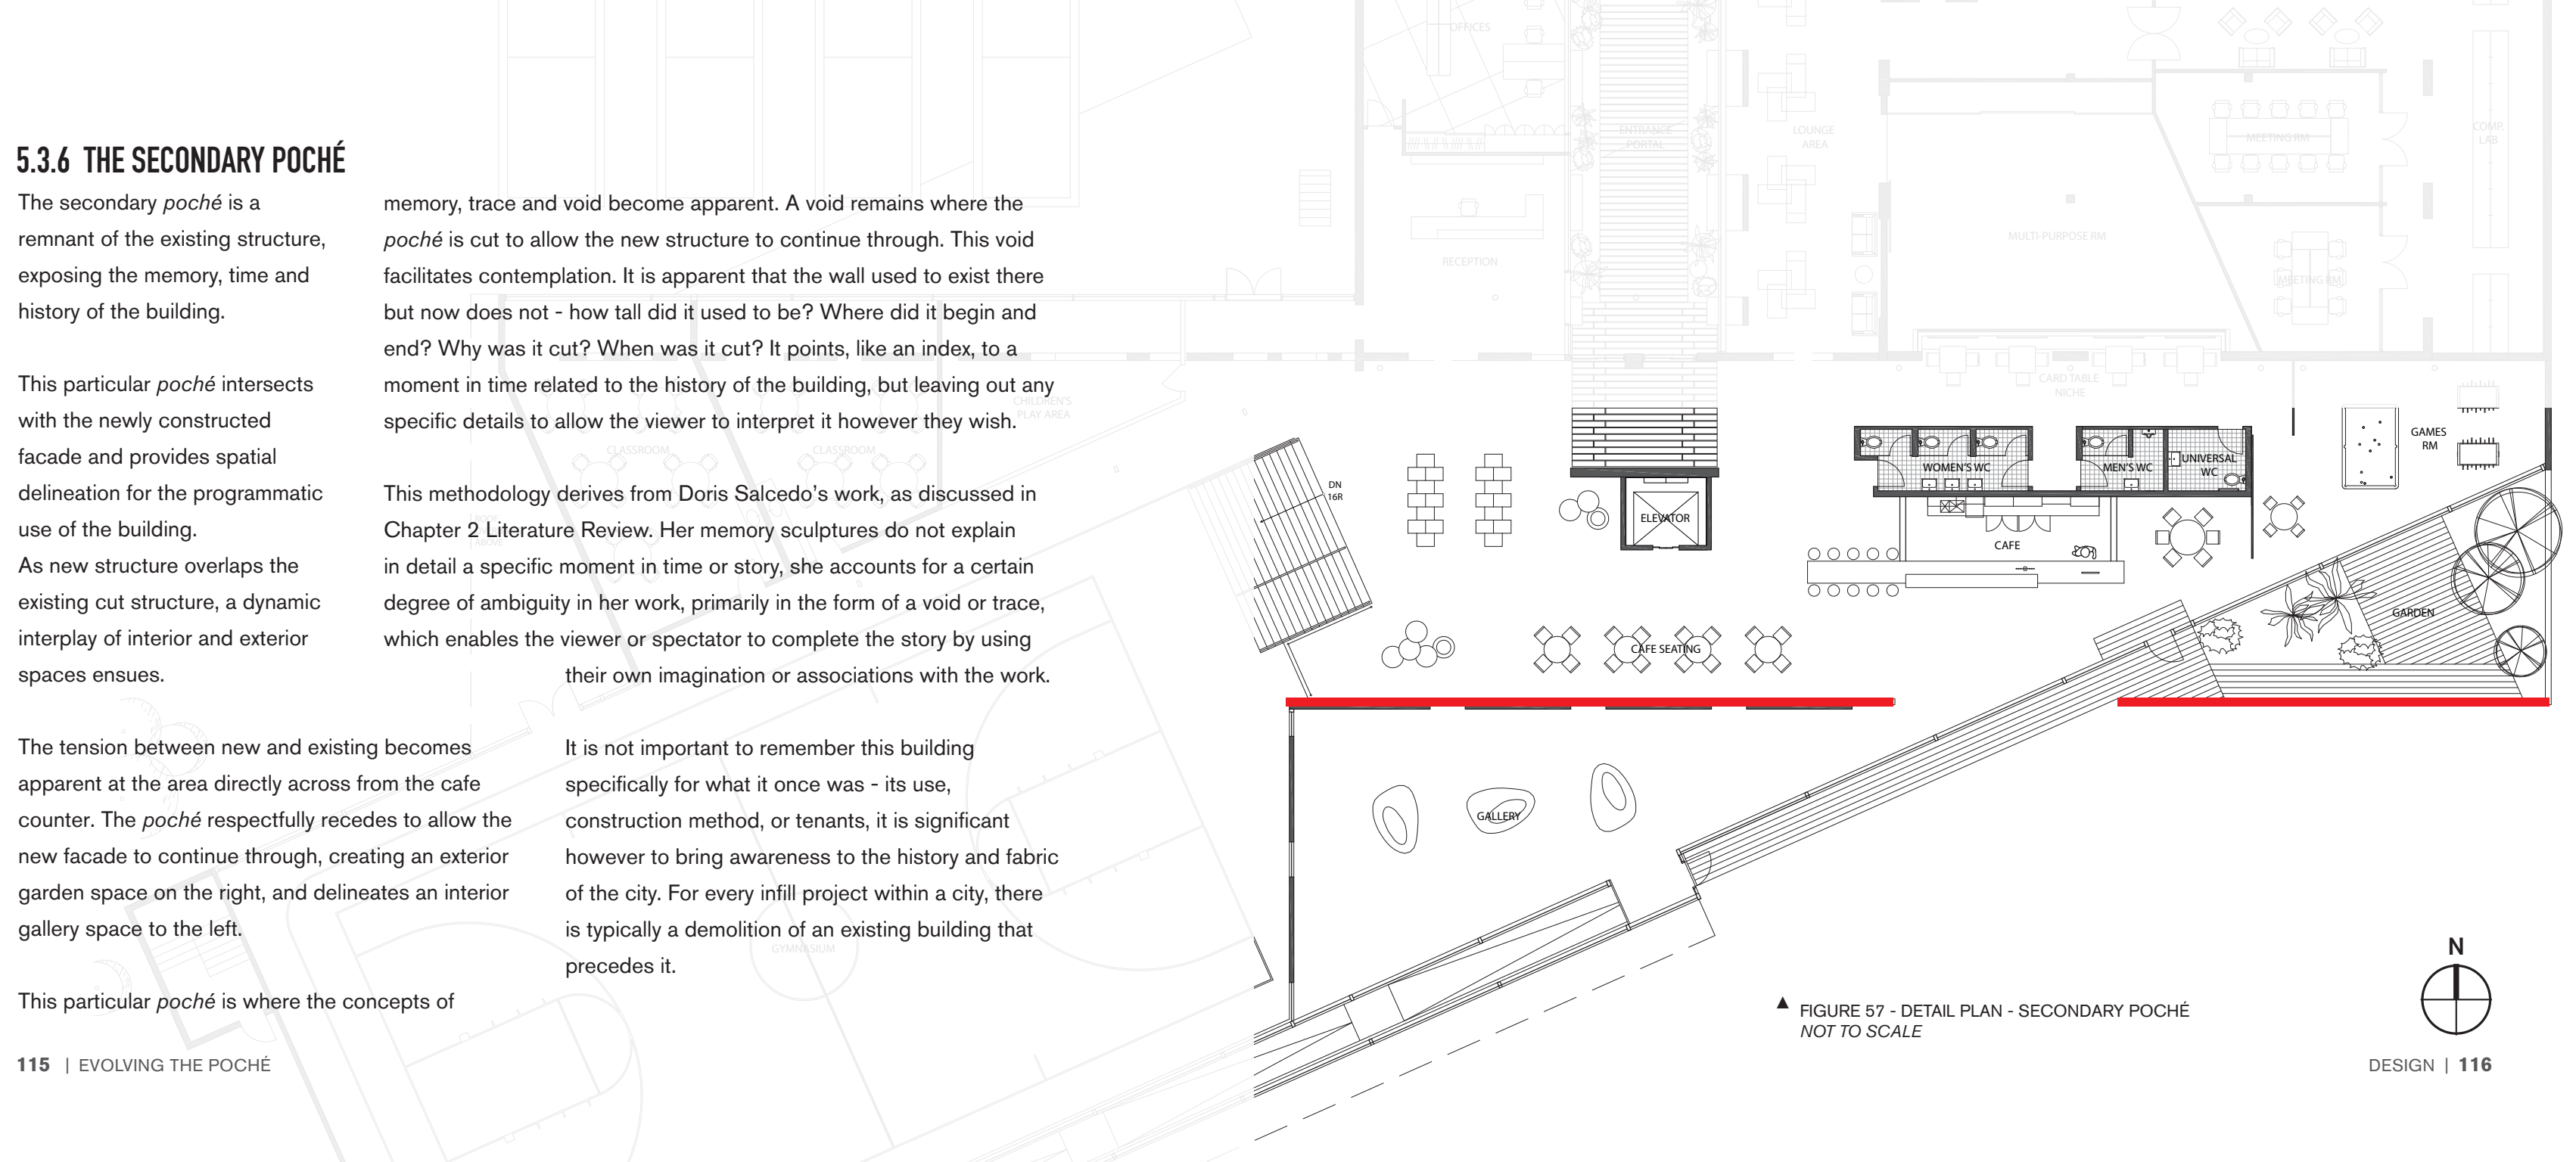 5.3.6 THE SECONDARY POCHÉ
The secondary poché is a
remnant of the existing structure,
exposing the memory, time and
history of the building.
This particular poché intersects
with the newly constructed
facade and provides spatial
delineation for the programmatic
use of the building.
As new structure overlaps the
existing cut structure, a dynamic
interplay of interior and exterior
spaces ensues.
The tension between new and existing becomes
apparent at the area directly across from the cafe
counter. The poché respectfully recedes to allow the
new facade to continue through, creating an exterior
garden space on the right, and delineates an interior
gallery space to the left.
This particular poché is where the concepts of
memory, trace and void become apparent. A void remains where the
poché is cut to allow the new structure to continue through. This void
facilitates contemplation. It is apparent that the wall used to exist there
but now does not - how tall did it used to be? Where did it begin and
end? Why was it cut? When was it cut? It points, like an index, to a
moment in time related to the history of the building, but leaving out any
specific details to allow the viewer to interpret it however they wish.
This methodology derives from Doris Salcedo’s work, as discussed in
Chapter 2 Literature Review. Her memory sculptures do not explain
in detail a specific moment in time or story, she accounts for a certain
degree of ambiguity in her work, primarily in the form of a void or trace,
which enables the viewer or spectator to complete the story by using
their own imagination or associations with the work.
It is not important to remember this building
specifically for what it once was - its use,
construction method, or tenants, it is significant
however to bring awareness to the history and fabric
of the city. For every infill project within a city, there
is typically a demolition of an existing building that
precedes it.
115 | EVOLVING THE POCHÉ
CLASSROOM
CLASSROOM
CHILDREN'S
PLAY AREA
GYMNASIUM
OFFICES
RECEPTION
ENTRANCE
PORTAL
LOUNGE
AREA
MULTI-PURPOSE RM
MEETING RM
MEETING RM
COMP.
LAB
CARD TABLE
NICHE
GAMES
RM
WOMEN'S WC
MEN'S WC
UNIVERSAL
WC
DN
16R
ELEVATOR
CAFE
CAFE SEATING
GARDEN
GALLERY
N
▲ FIGURE 57 - DETAIL PLAN - SECONDARY POCHÉ
NOT TO SCALE
DESIGN | 116